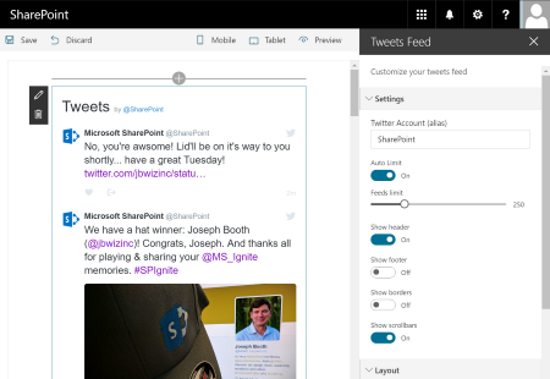 SharePoint
?
Save
Discard
Mobile
Tablet
Preview
Tweets by @SharePoint
Microsoft SharePoint @SharePoint
No, you're awsome! Lid'll be on it's way to you
shortly... have a great Tuesday!
twitter.com/jbwizinc/statu…
2m
Microsoft SharePoint @SharePoint
We have a hat winner: Joseph Booth
(@jbwizinc)! Congrats, Joseph. And thanks all
for playing & sharing your @MS_Ignite
memories. #SPIgnite
Joseph Booth
Tweets Feed
Customize your tweets feed
Settings
Twitter Account (alias)
SharePoint
Auto Limit
On
Feeds limit
250
Show header
On
Show footer
Off
Show borders
Off
Show scrollbars
On
Layout